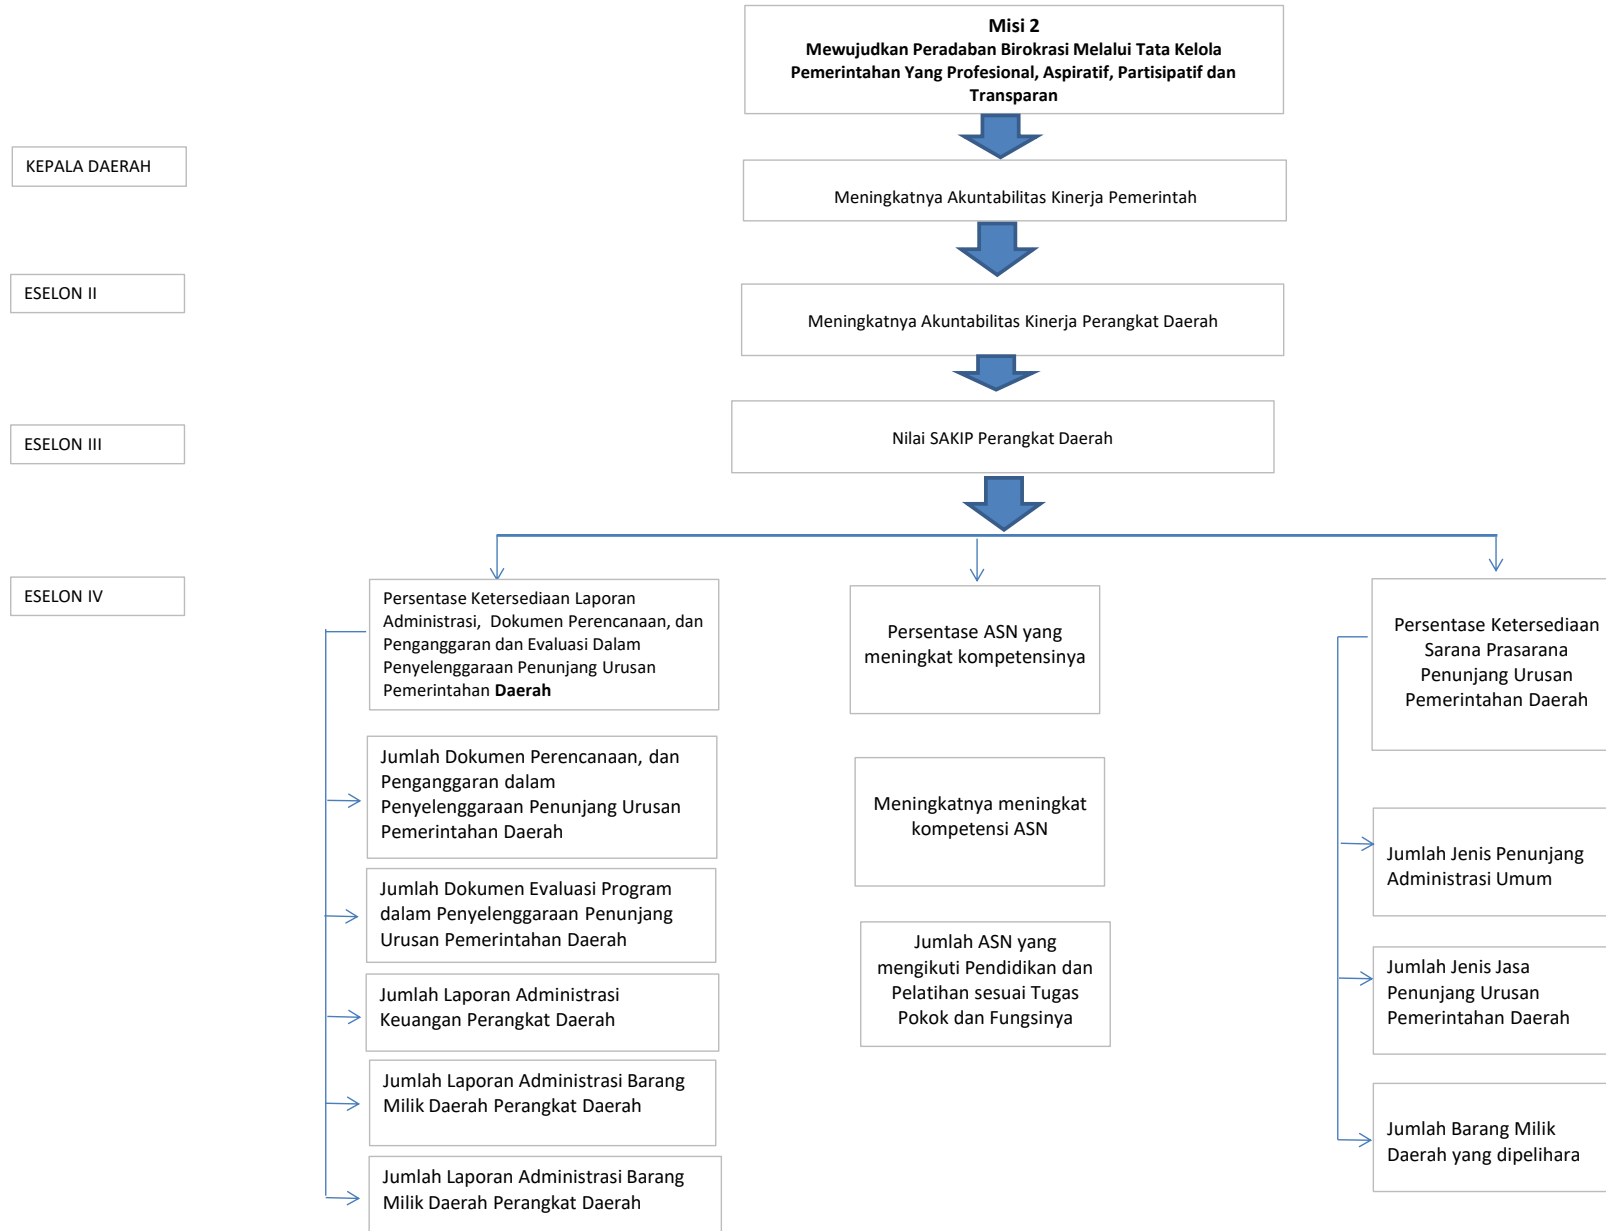 Misi 2
Mewujudkan Peradaban Birokrasi Melalui Tata Kelola
Pemerintahan Yang Profesional, Aspiratif, Partisipatif dan
Transparan
KEPALA DAERAH
Meningkatnya Akuntabilitas Kinerja Pemerintah
ESELON II
Meningkatnya Akuntabilitas Kinerja Perangkat Daerah
ESELON III
Nilai SAKIP Perangkat Daerah
ESELON IV
Persentase Ketersediaan Laporan
Administrasi, Dokumen Perencanaan, dan
Penganggaran dan Evaluasi Dalam
Penyelenggaraan Penunjang Urusan
Pemerintahan Daerah
Jumlah Dokumen Perencanaan, dan
Penganggaran dalam
Penyelenggaraan Penunjang Urusan
Pemerintahan Daerah
Jumlah Dokumen Evaluasi Program
dalam Penyelenggaraan Penunjang
Urusan Pemerintahan Daerah
Jumlah Laporan Administrasi
Keuangan Perangkat Daerah
Jumlah Laporan Administrasi Barang
Milik Daerah Perangkat Daerah
Jumlah Laporan Administrasi Barang
Milik Daerah Perangkat Daerah
Persentase ASN yang
meningkat kompetensinya
Meningkatnya meningkat
kompetensi ASN
Jumlah ASN yang
mengikuti Pendidikan dan
Pelatihan sesuai Tugas
Pokok dan Fungsinya
Persentase Ketersediaan
Sarana Prasarana
Penunjang Urusan
Pemerintahan Daerah
Jumlah Jenis Penunjang
Administrasi Umum
Jumlah Jenis Jasa
Penunjang Urusan
Pemerintahan Daerah
Jumlah Barang Milik
Daerah yang dipelihara